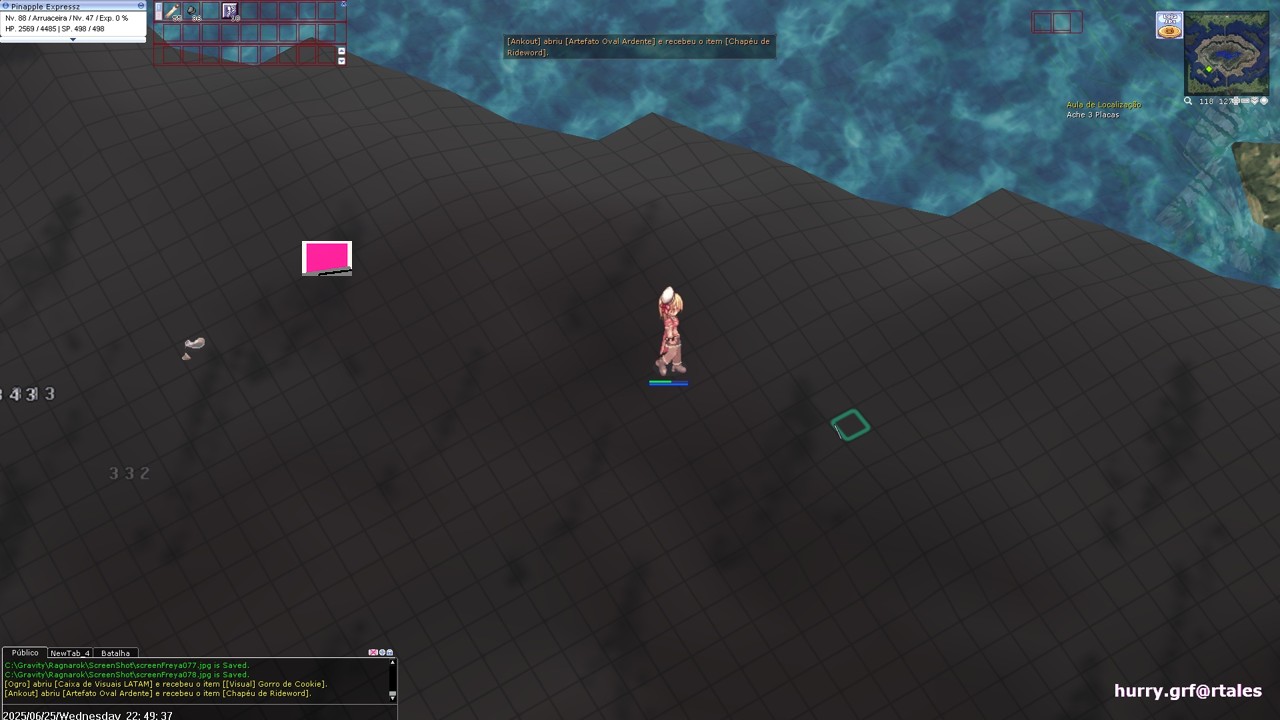 Pinapple Expressz
Nv. 88 / Arruaceira / Nv. 47 / Exp. 0 %
HP. 2569 / 4485 | SP. 498 / 498
[Ankout] abriu [Artefato Oval Ardente] e recebeu o item [Chapéu de
Rideword].
Aula de Localização
Ache 3 Placas
3 3 2
Público NewTab_4 Batalha
C:\Gravity\Ragnarok\ScreenShot\screenFreya077.jpg is Saved.
C:\Gravity\Ragnarok\ScreenShot\screenFreya078.jpg is Saved.
[Ogro] abriu [Caixa de Visuais LATAM] e recebeu o item [[Visual] Gorro de Cookie].
[Ankout] abriu [Artefato Oval Ardente] e recebeu o item [Chapéu de Rideword].
2025/06/25/Wednesday 22:49:37
hurry.grf@rtales